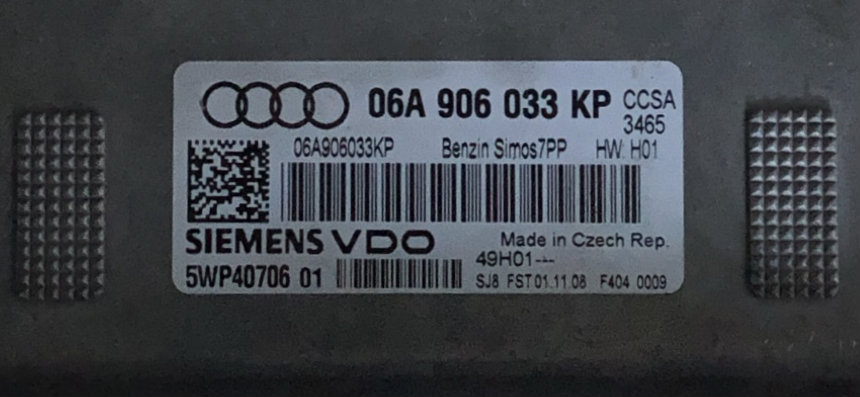 06A 906 033 KP CCSA
3465
06A906033KP Benzin Simos7PP HW: H01
SIEMENS VDO Made in Czech Rep.
49H01---
5WP40706 01 SJ8 FST 01.11.08 F404 0009